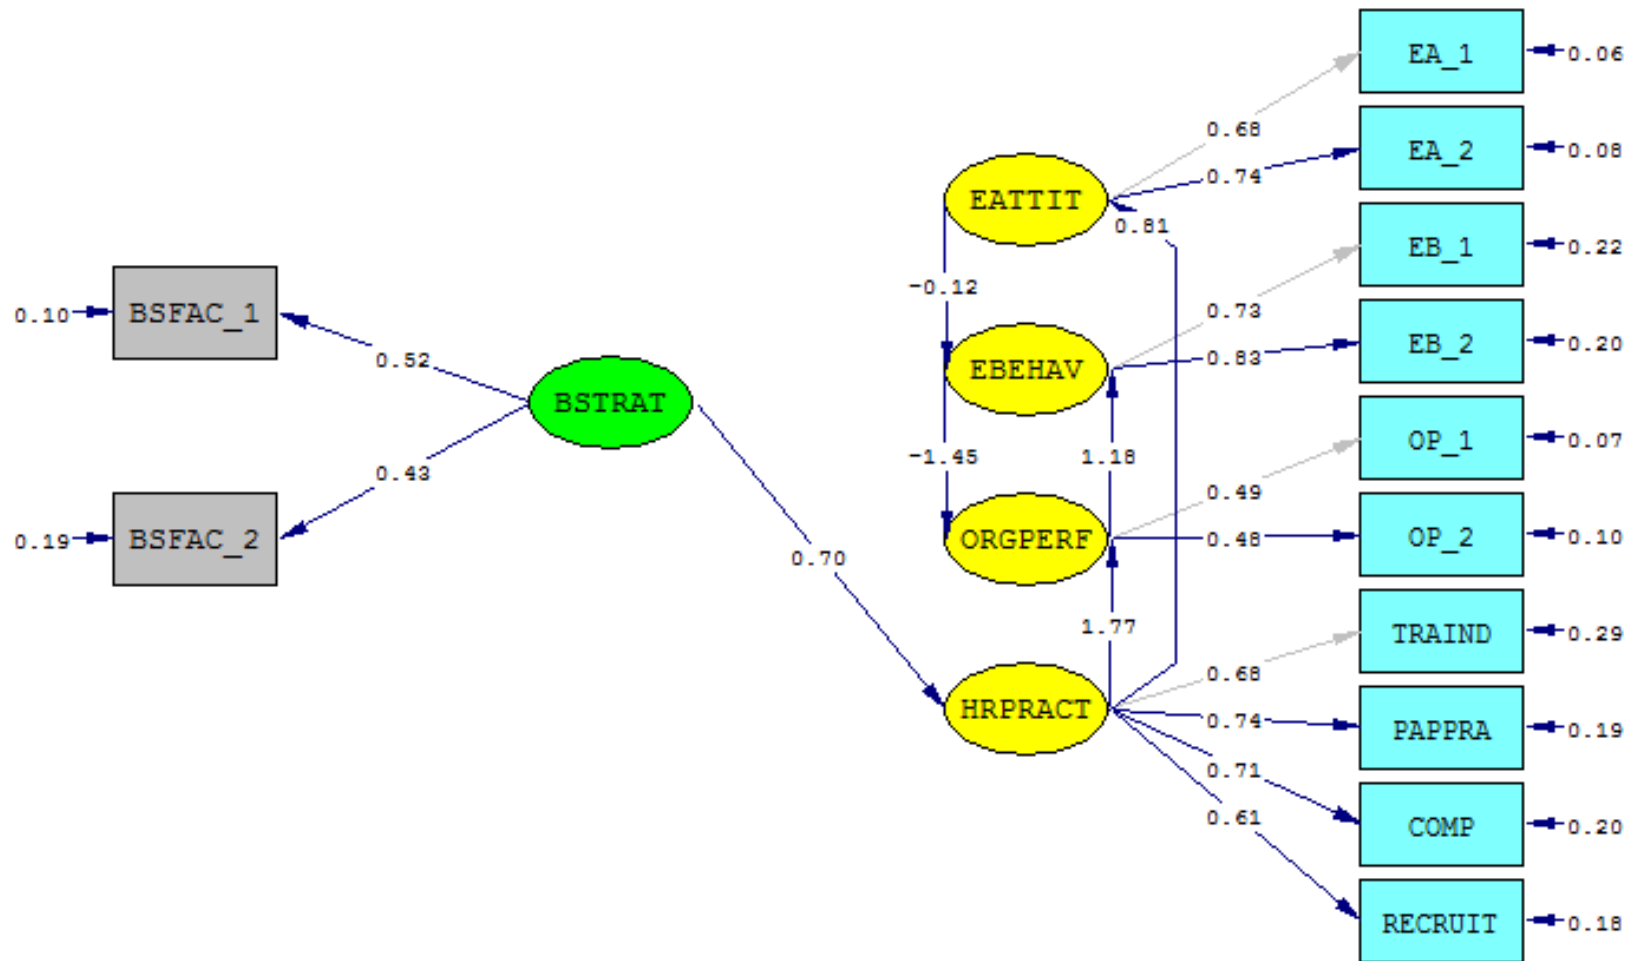 EA_1
0.06
0.68
EA_2
0.08
0.74
EATTIT
0.81
EB_1
0.22
-0.12
0.73
BSFAC_1
0.10
EB_2
0.20
0.83
0.52
EBEHAV
BSTRAT
OP_1
0.07
-1.45
1.18
0.43
0.49
BSFAC_2
0.19
ORGPERF
0.48
OP_2
0.10
0.70
1.77
TRAIND
0.29
0.68
HRPRACT
0.74
PAPPRA
0.19
0.71
0.61
COMP
0.20
RECRUIT
0.18